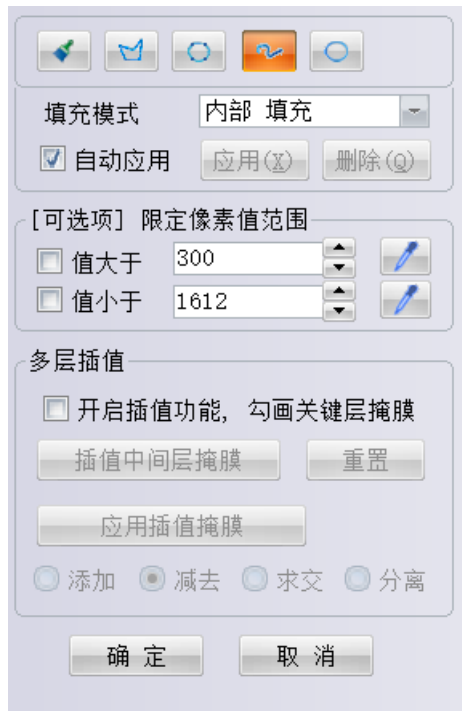 填充模式 内部 填充
自动应用 应用(X) 删除(Q)
[可选项] 限定像素值范围
值大于 300
值小于 1612
多层插值
开启插值功能, 勾画关键层掩膜
插值中间层掩膜 重置
应用插值掩膜
添加 减去 求交 分离
确 定 取 消